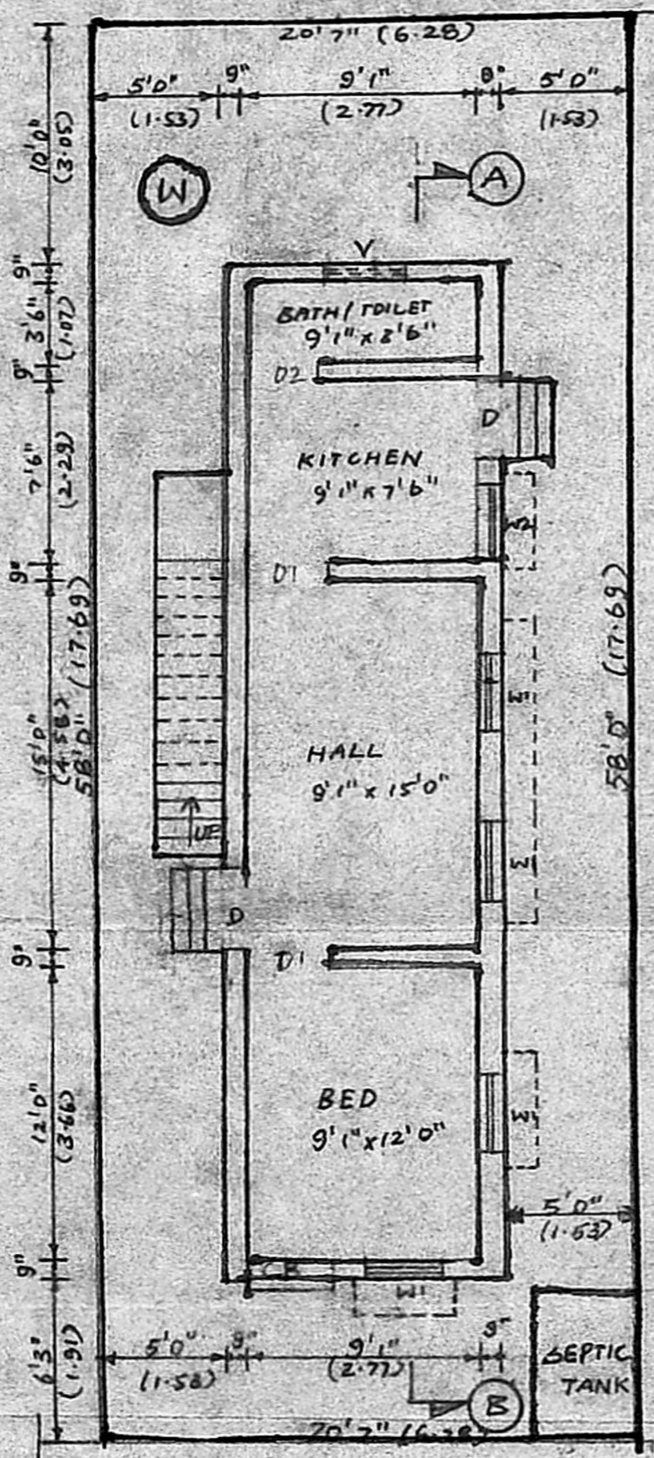 20'7" (6.28)
5'0" 9" 9'1" 9" 5'0"
(1.53) (2.77) (1.53)
10'0"
(3.05)
W
A
9"
V
3'6"
(1.07)
BATH/TOILET
9'1" x 3'6"
9"
D2
D
7'6"
(2.29)
KITCHEN
9'1" x 7'6"
W2
9"
D1
58'0" (17.69)
58'0" (17.69)
15'0"
(4.58)
W
HALL
9'1" x 15'0"
UP
W
D
9"
D1
12'0"
(3.66)
BED
9'1" x 12'0"
W
5'0"
(1.53)
9"
W1
6'3"
(1.91)
5'0" 9" 9'1" 9"
(1.53) (2.77)
SEPTIC
TANK
B
20'7" (6.28)